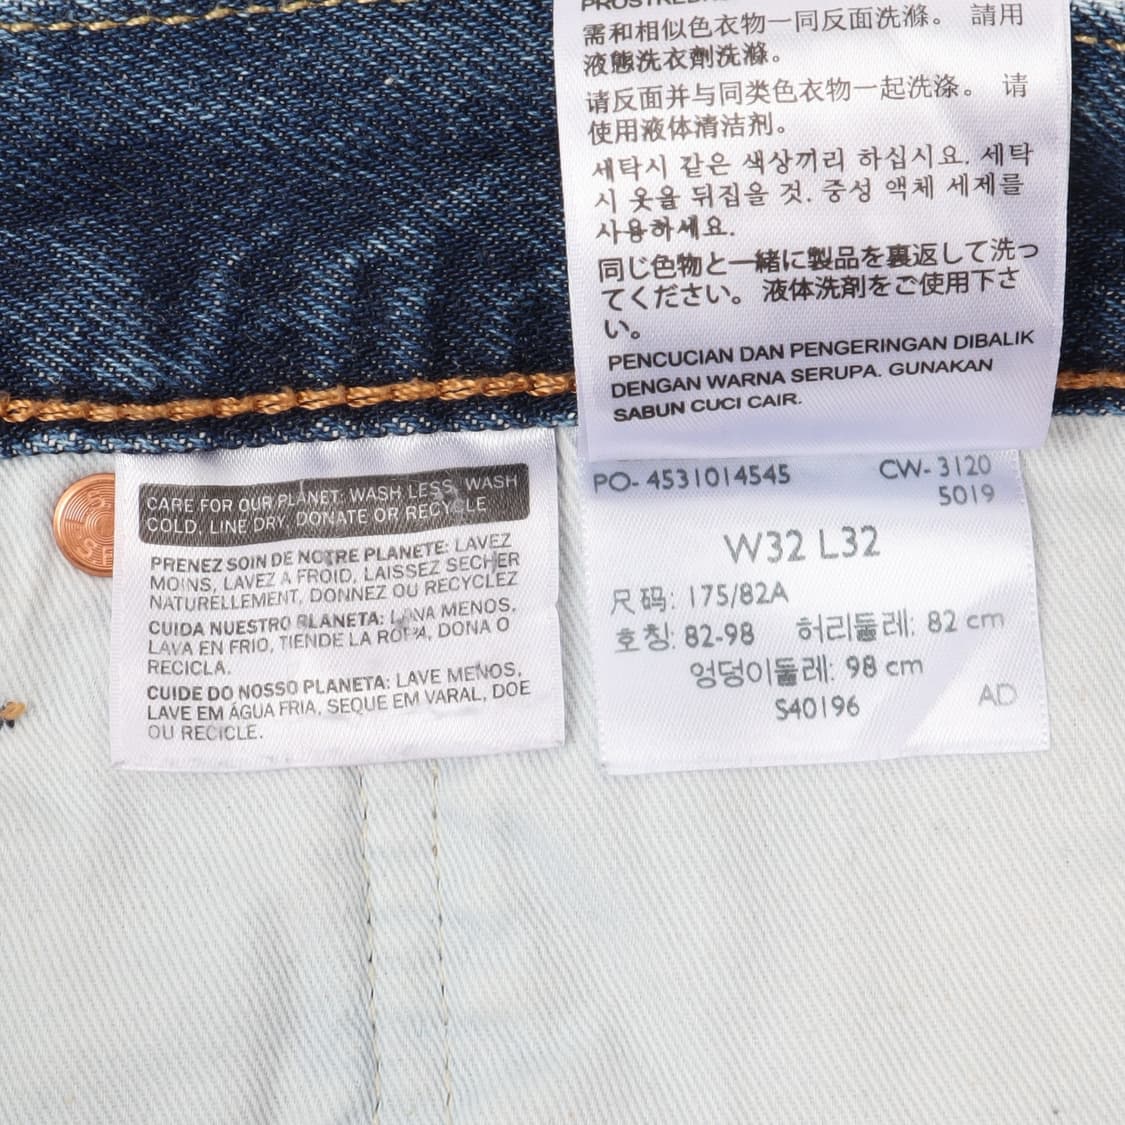 需和相似色衣物一同反面洗滌。 請用
液態洗衣劑洗滌。
请反面并与同类色衣物一起洗涤。 请
使用液体清洁剂。
세탁시 같은 색상끼리 하십시요. 세탁
시 옷을 뒤집을 것. 중성 액체 세제를
사용하세요.
同じ色物と一緒に製品を裏返して洗っ
てください。 液体洗剤をご使用下さ
い。
PENCUCIAN DAN PENGERINGAN DIBALIK
DENGAN WARNA SERUPA. GUNAKAN
SABUN CUCI CAIR.
CARE FOR OUR PLANET: WASH LESS, WASH
COLD, LINE DRY, DONATE OR RECYCLE
PRENEZ SOIN DE NOTRE PLANETE: LAVEZ
MOINS, LAVEZ A FROID, LAISSEZ SECHER
NATURELLEMENT, DONNEZ OU RECYCLEZ
CUIDA NUESTRO PLANETA: LAVA MENOS,
LAVA EN FRIO, TIENDE LA ROPA, DONA O
RECICLA.
CUIDE DO NOSSO PLANETA: LAVE MENOS,
LAVE EM ÁGUA FRIA, SEQUE EM VARAL, DOE
OU RECICLE.
PO- 4531014545 CW- 3120
5019
W32 L32
尺码: 175/82A
호칭: 82-98 허리둘레: 82 cm
엉덩이둘레: 98 cm
S40196 AD